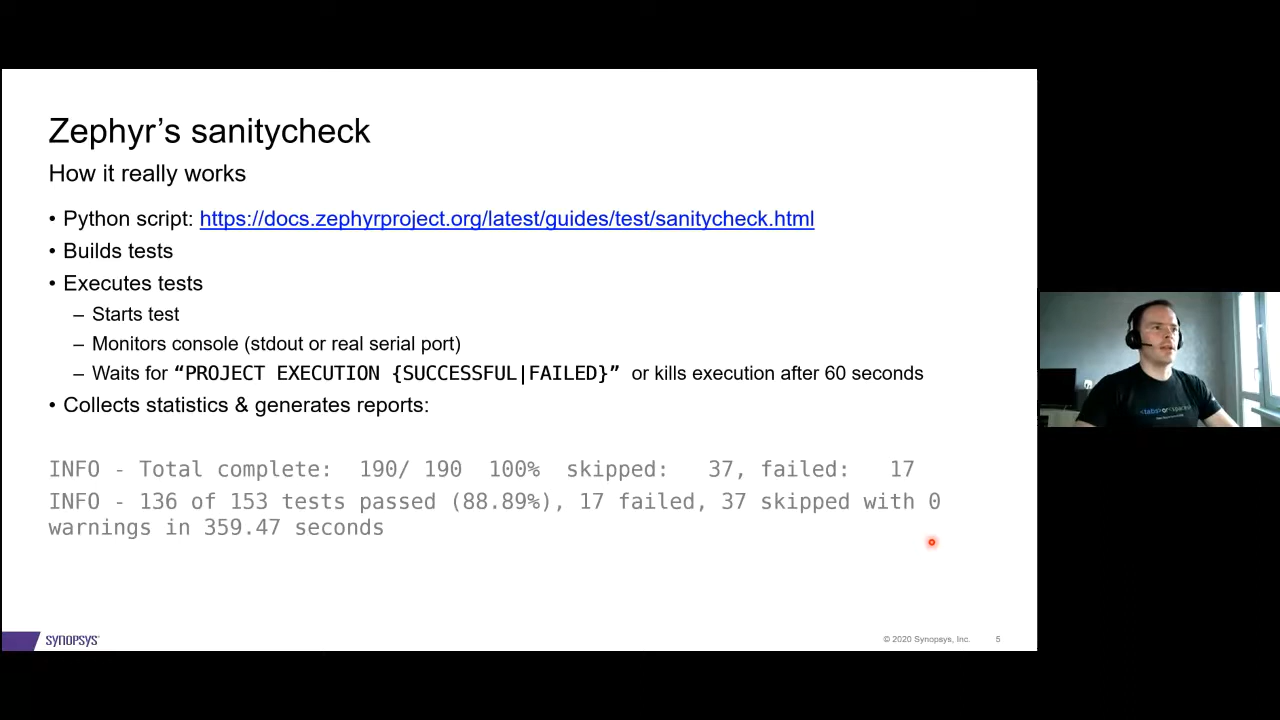 Zephyr’s sanitycheck
How it really works
• Python script: https://docs.zephyrproject.org/latest/guides/test/sanitycheck.html
• Builds tests
• Executes tests
– Starts test
– Monitors console (stdout or real serial port)
– Waits for “PROJECT EXECUTION {SUCCESSFUL|FAILED}” or kills execution after 60 seconds
• Collects statistics & generates reports:
INFO - Total complete: 190/ 190 100% skipped: 37, failed: 17
INFO - 136 of 153 tests passed (88.89%), 17 failed, 37 skipped with 0
warnings in 359.47 seconds
SYNOPSYS
© 2020 Synopsys, Inc. 5